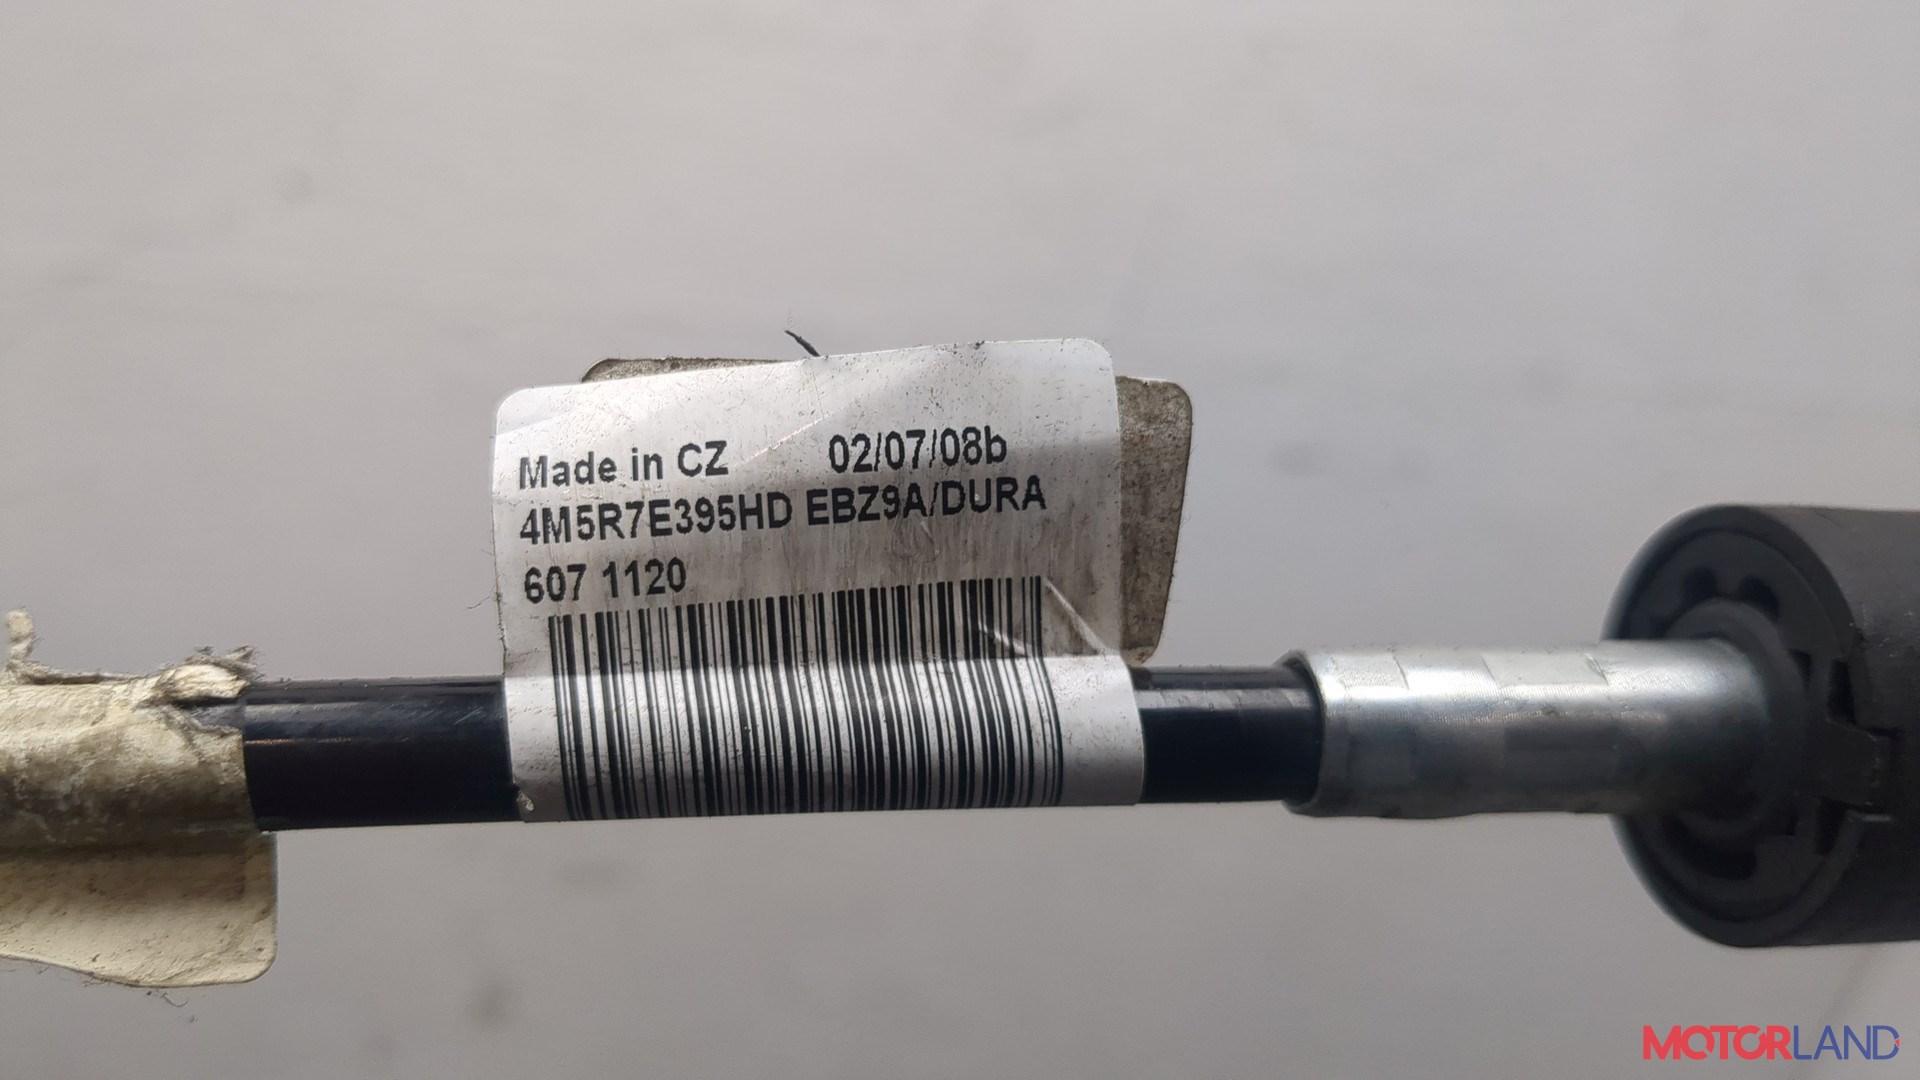 Made in CZ 02/07/08b
4M5R7E395HD EBZ9A/DURA
607 1120
MOTORLAND